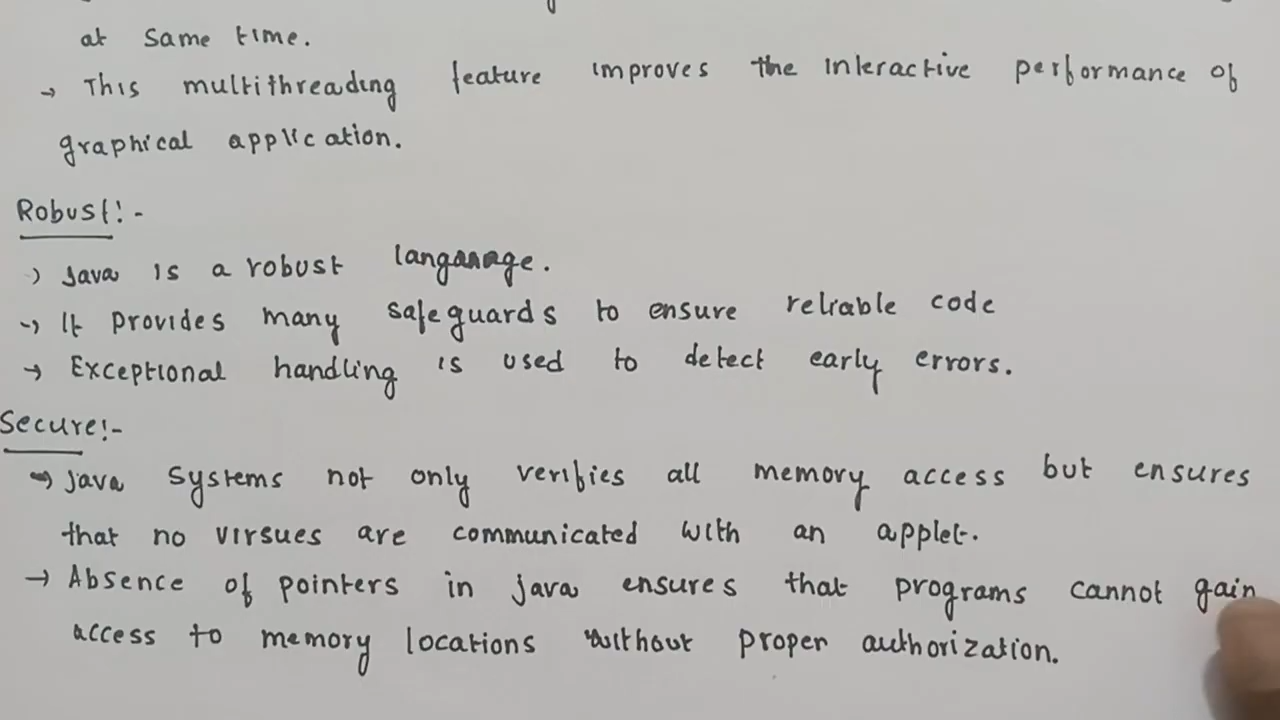 at same time.
→ This multithreading feature improves the interactive performance of
graphical application.
Robust:-
→ Java is a robust language.
→ It provides many safeguards to ensure reliable code
→ Exceptional handling is used to detect early errors.
Secure:-
→ Java systems not only verifies all memory access but ensures
that no virsues are communicated with an applet.
→ Absence of pointers in java ensures that programs cannot gain
access to memory locations without proper authorization.